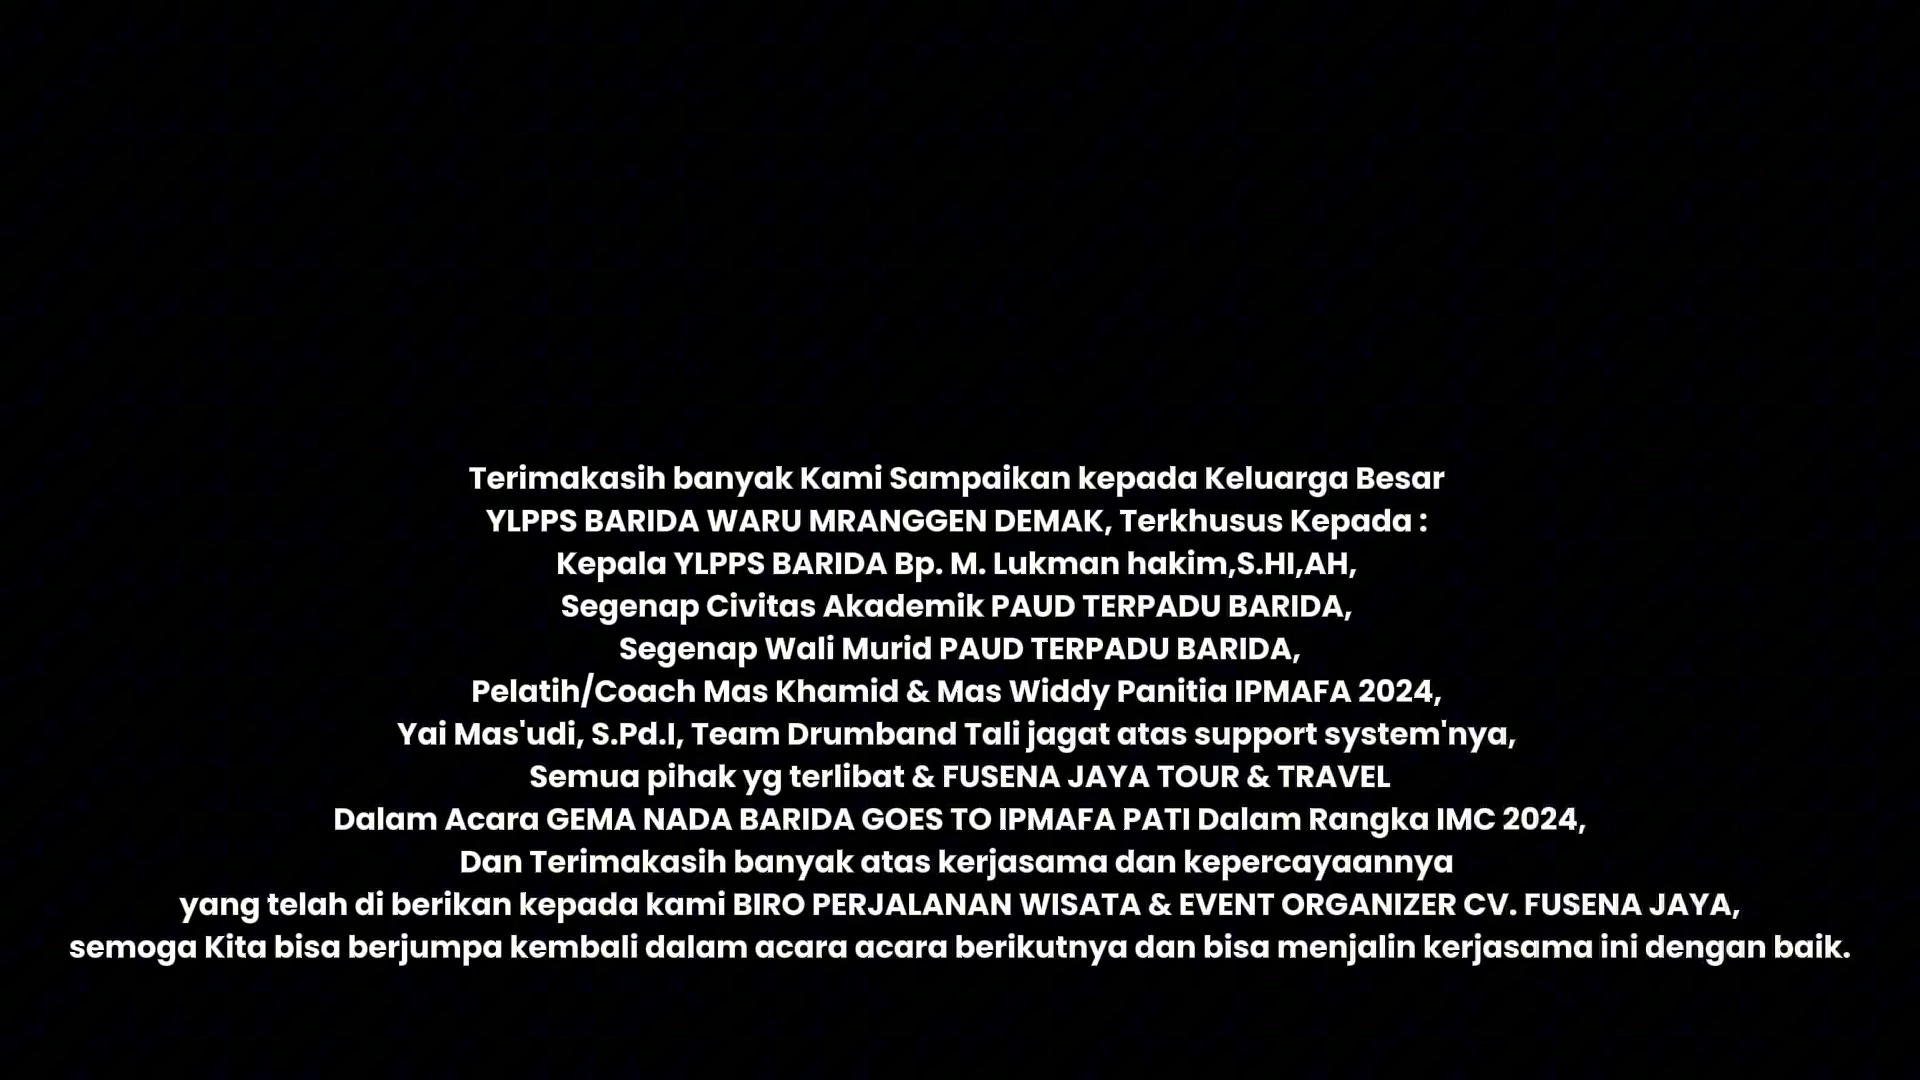 Terimakasih banyak Kami Sampaikan kepada Keluarga Besar
YLPPS BARIDA WARU MRANGGEN DEMAK, Terkhusus Kepada :
Kepala YLPPS BARIDA Bp. M. Lukman hakim,S.HI,AH,
Segenap Civitas Akademik PAUD TERPADU BARIDA,
Segenap Wali Murid PAUD TERPADU BARIDA,
Pelatih/Coach Mas Khamid & Mas Widdy Panitia IPMAFA 2024,
Yai Mas'udi, S.Pd.I, Team Drumband Tali jagat atas support system'nya,
Semua pihak yg terlibat & FUSENA JAYA TOUR & TRAVEL
Dalam Acara GEMA NADA BARIDA GOES TO IPMAFA PATI Dalam Rangka IMC 2024,
Dan Terimakasih banyak atas kerjasama dan kepercayaannya
yang telah di berikan kepada kami BIRO PERJALANAN WISATA & EVENT ORGANIZER CV. FUSENA JAYA,
semoga Kita bisa berjumpa kembali dalam acara acara berikutnya dan bisa menjalin kerjasama ini dengan baik.